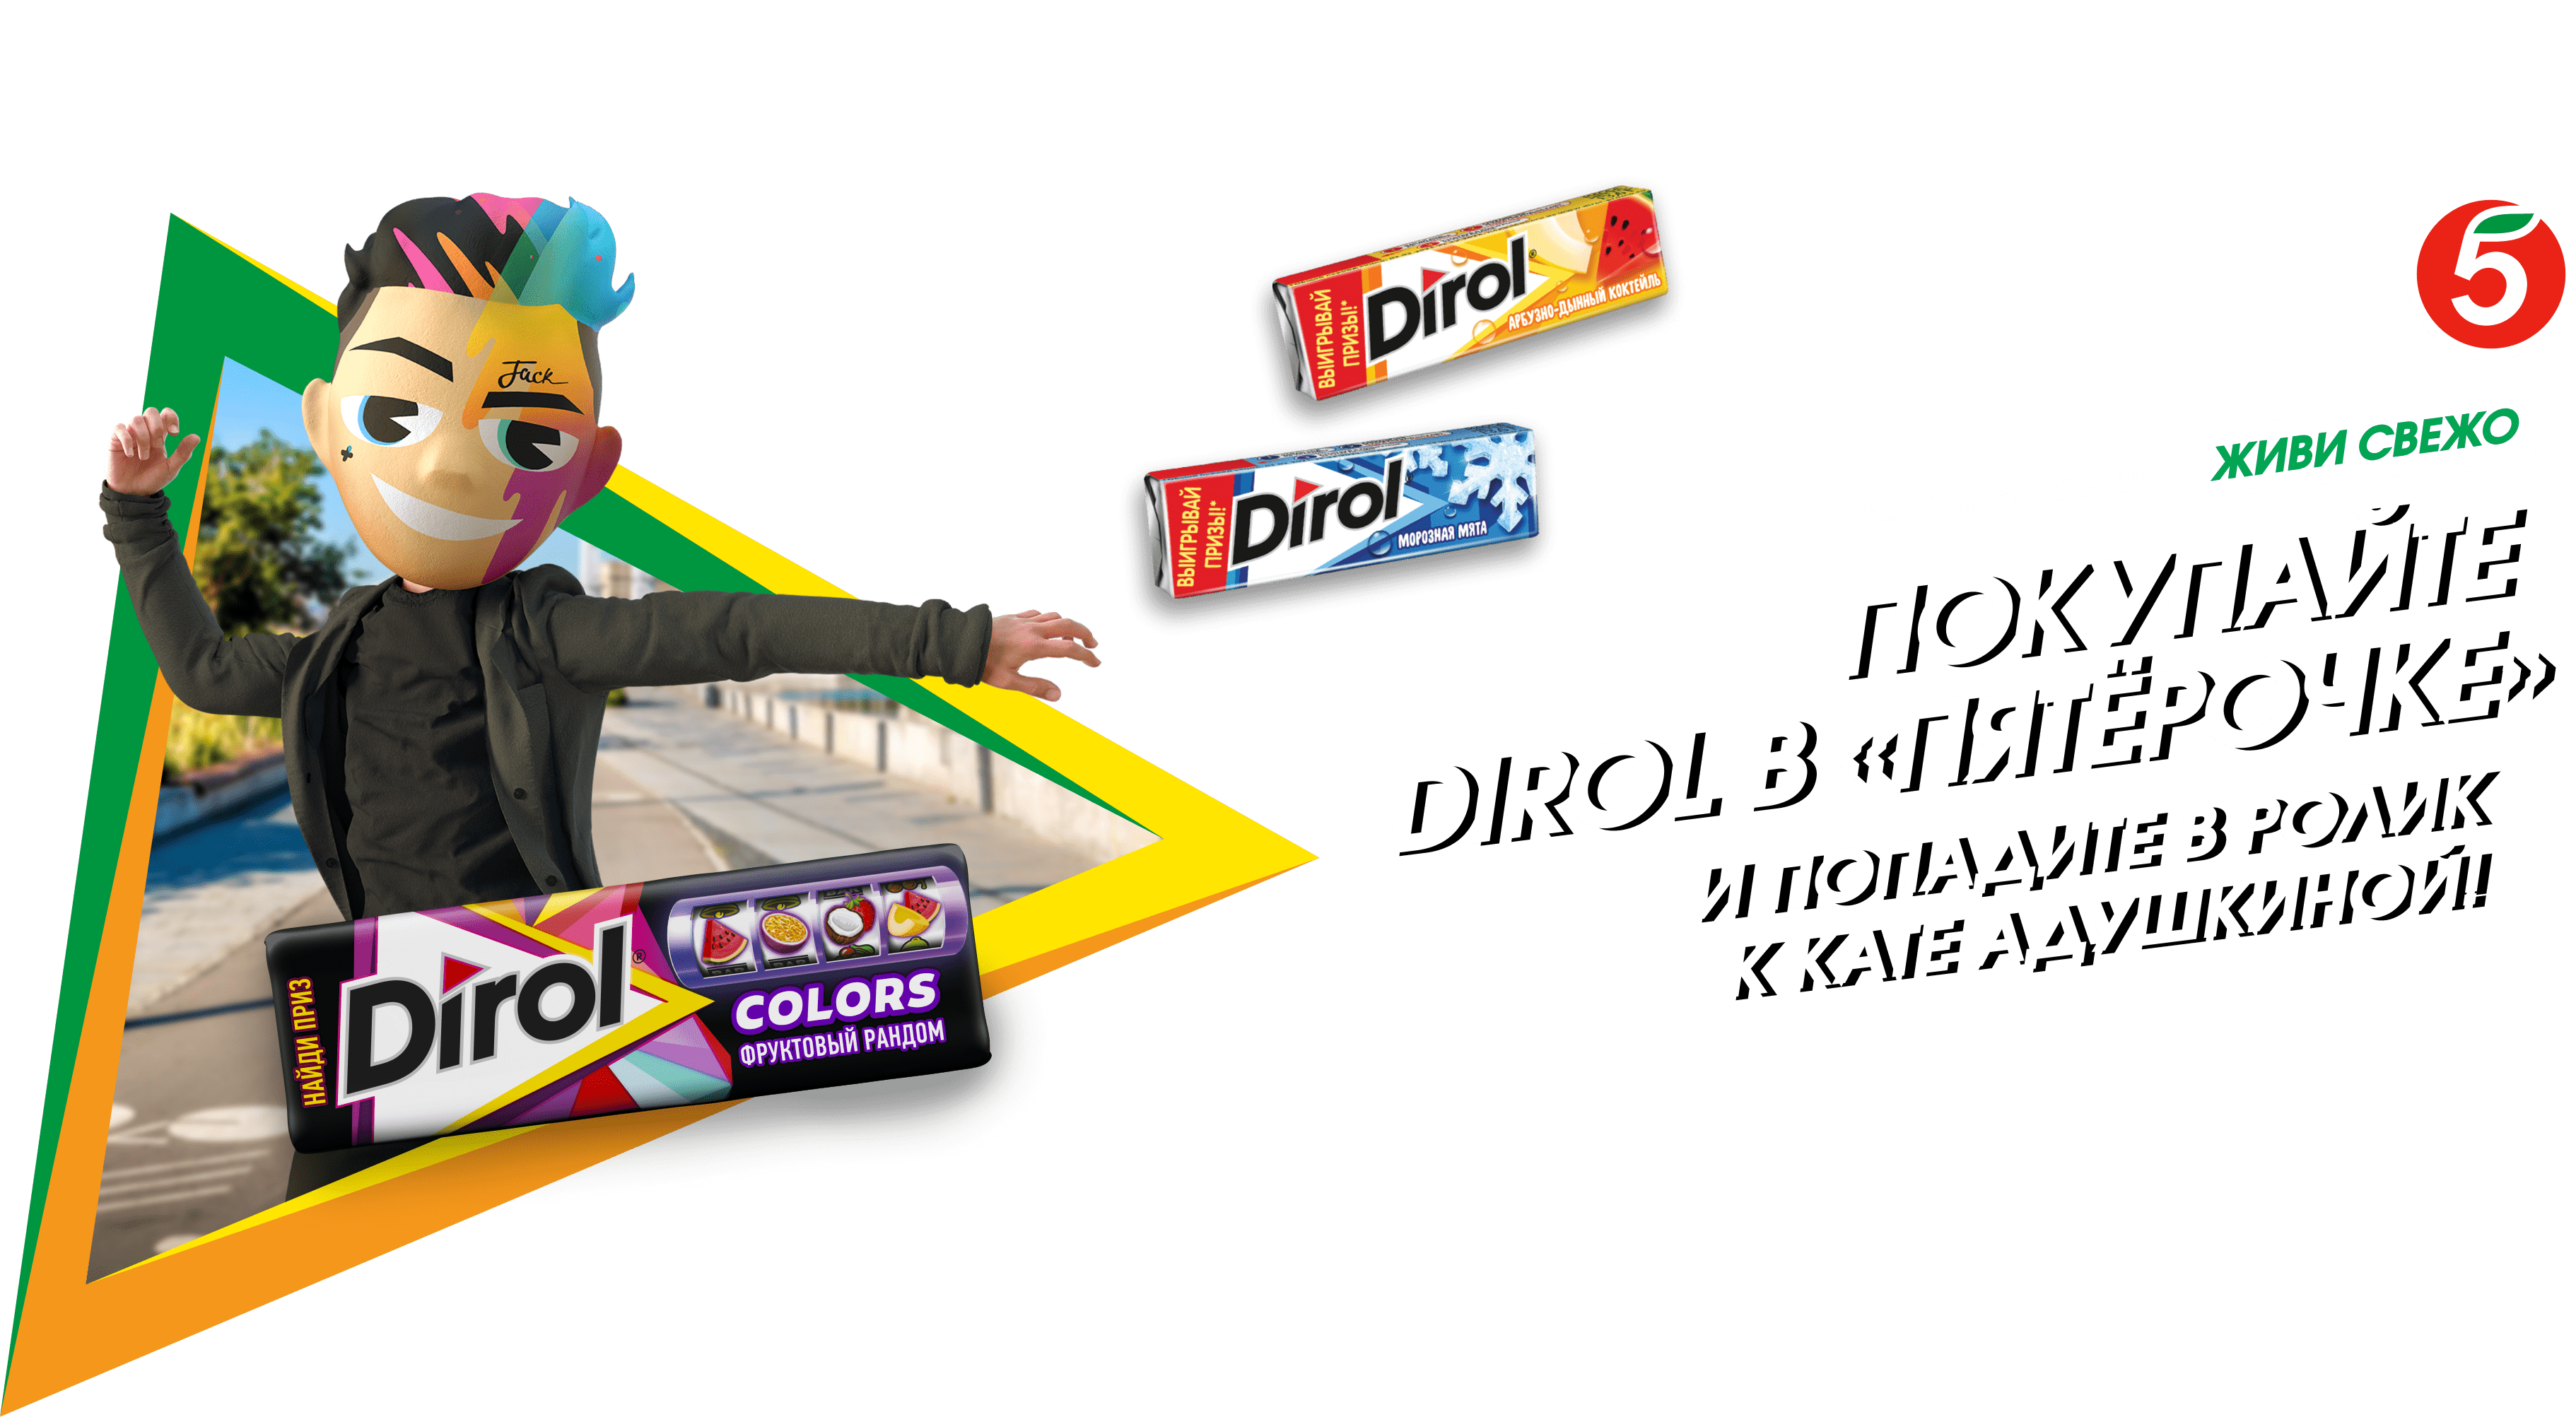 Jack
НАЙДИ ПРИЗ
Dirol
COLORS
ФРУКТОВЫЙ РАНДОМ
ВЫИГРЫВАЙ
ПРИЗЫ!*
Dirol
АРБУЗНО-ДЫННЫЙ КОКТЕЙЛЬ
ВЫИГРЫВАЙ
ПРИЗЫ!*
Dirol
МОРОЗНАЯ МЯТА
5
ЖИВИ СВЕЖО
ПОКУПАЙТЕ
DIROL В «ПЯТЁРОЧКЕ»
И ПОПАДИТЕ В РОЛИК
К КАТЕ АДУШКИНОЙ!